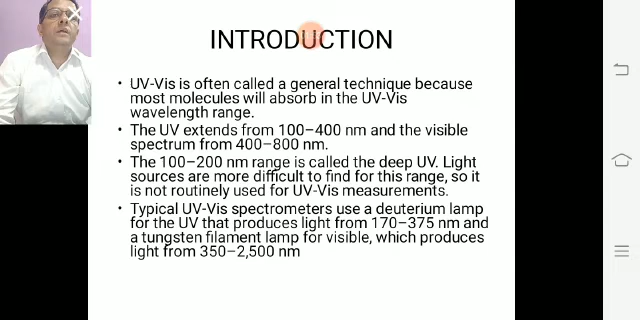 INTRODUCTION
• UV-Vis is often called a general technique because
most molecules will absorb in the UV-Vis
wavelength range.
• The UV extends from 100–400 nm and the visible
spectrum from 400–800 nm.
• The 100–200 nm range is called the deep UV. Light
sources are more difficult to find for this range, so it
is not routinely used for UV-Vis measurements.
• Typical UV-Vis spectrometers use a deuterium lamp
for the UV that produces light from 170–375 nm and
a tungsten filament lamp for visible, which produces
light from 350–2,500 nm